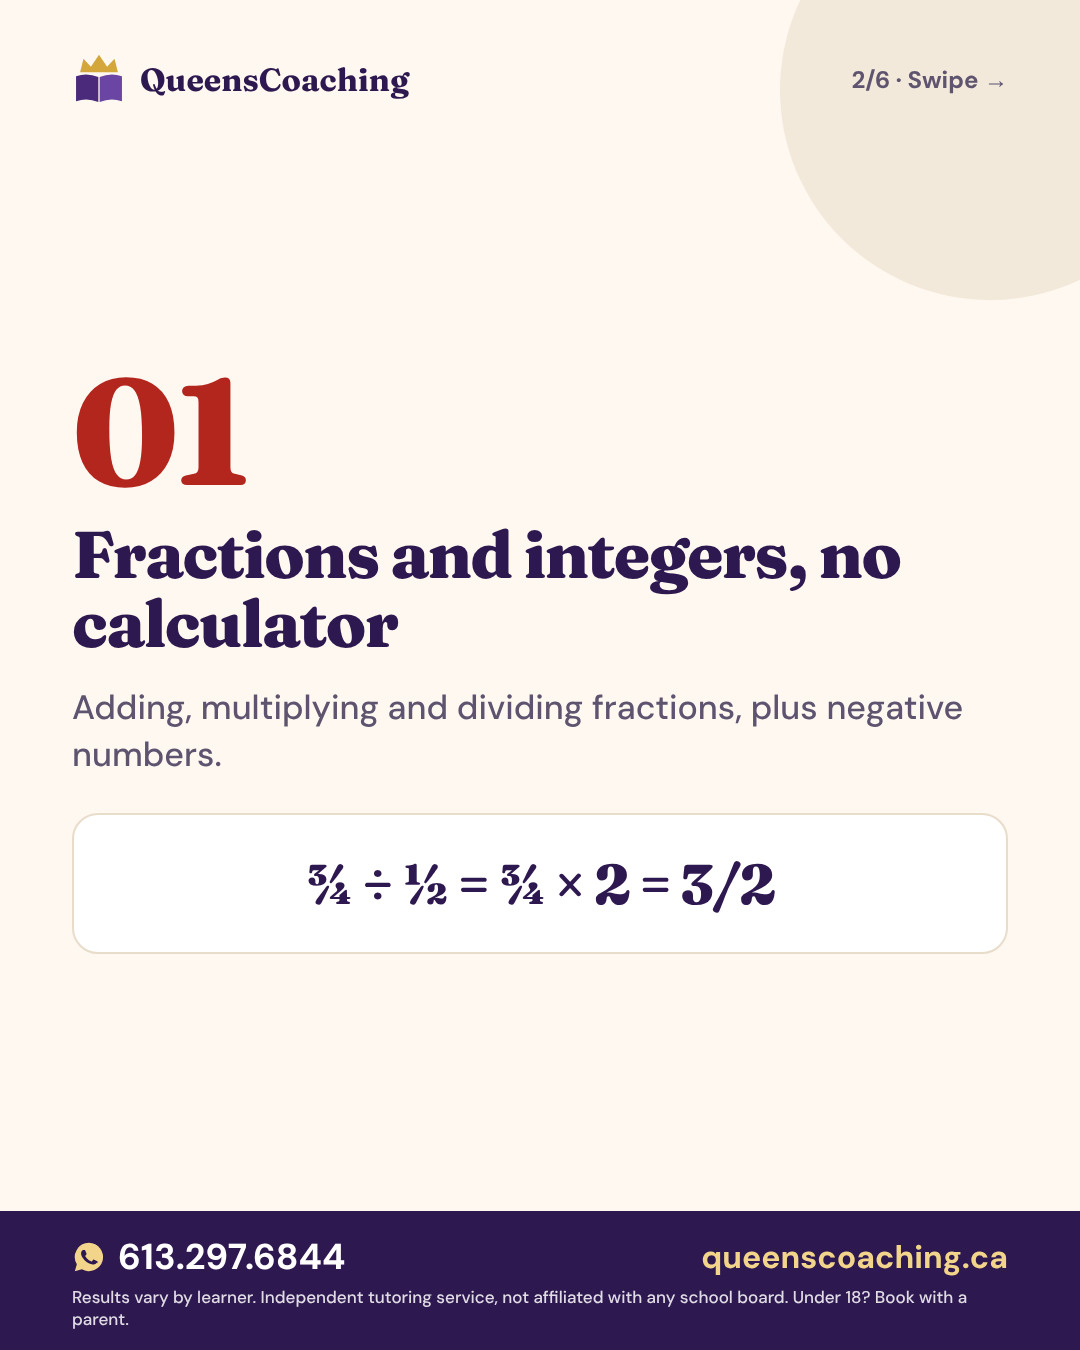 QueensCoaching
2/6 · Swipe →
01
Fractions and integers, no
calculator
Adding, multiplying and dividing fractions, plus negative
numbers.
¾ ÷ ½ = ¾ × 2 = 3/2
613.297.6844
queenscoaching.ca
Results vary by learner. Independent tutoring service, not affiliated with any school board. Under 18? Book with a
parent.